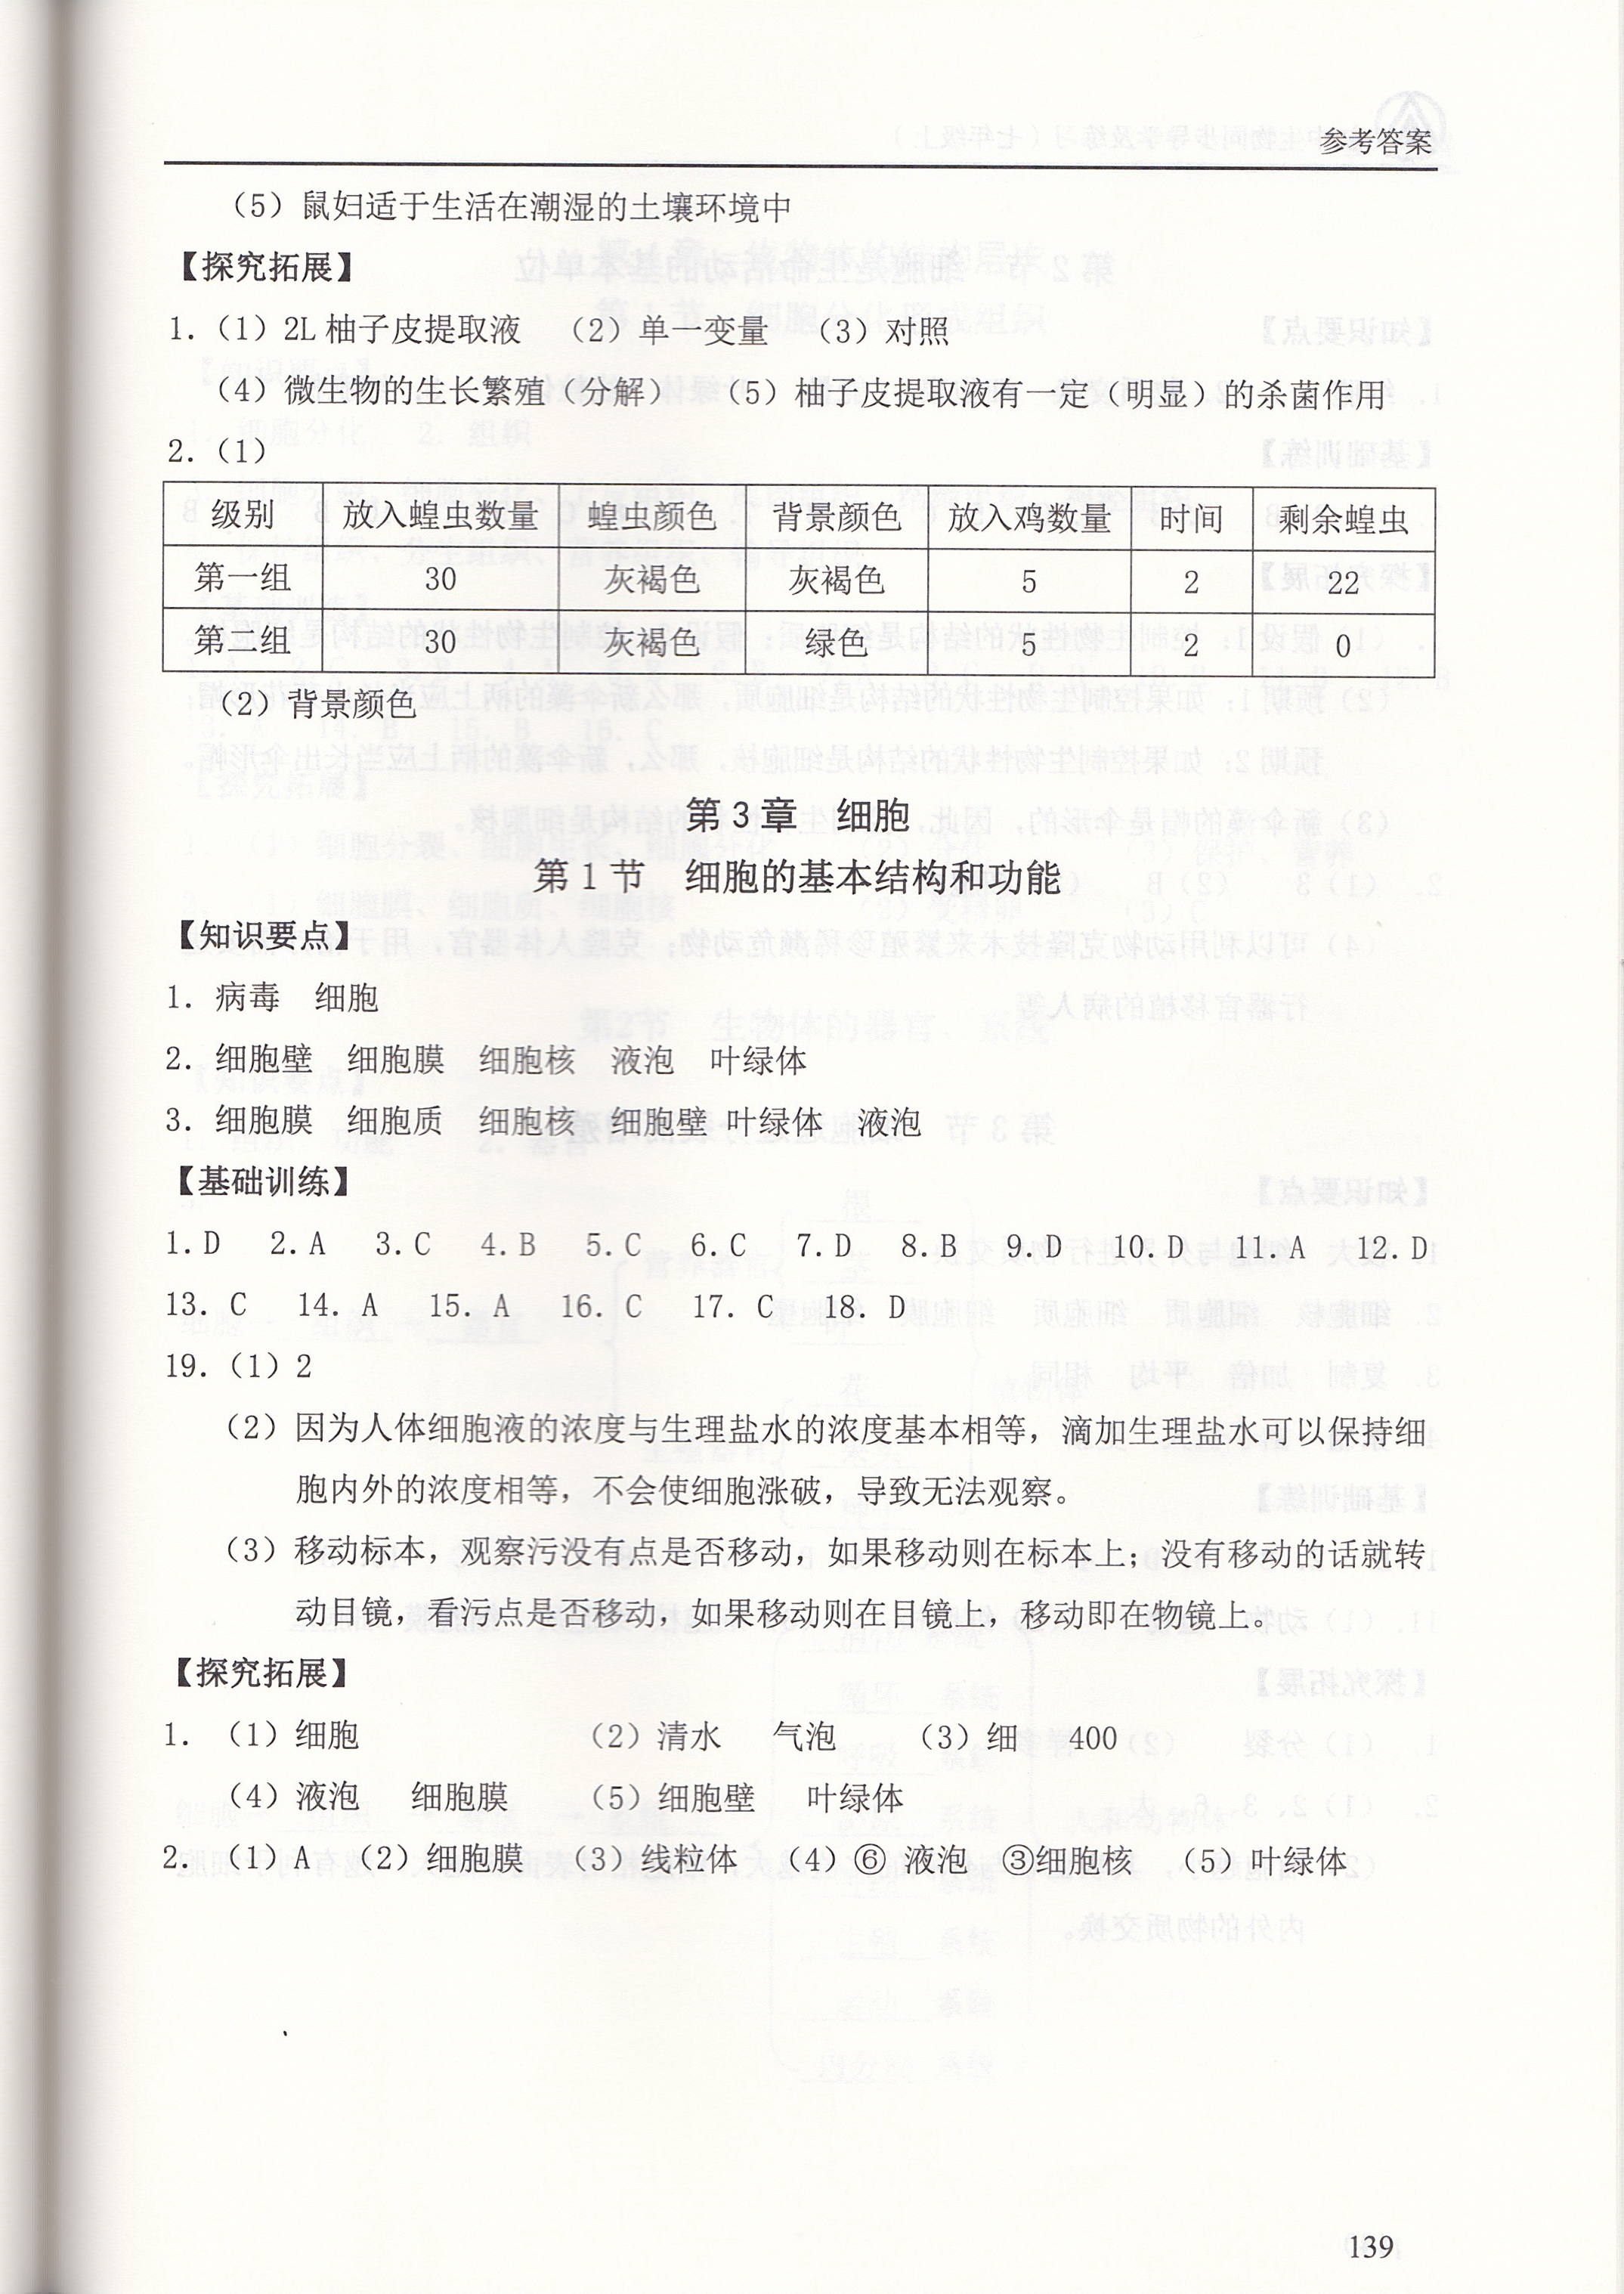 参考答案
（5）鼠妇适于生活在潮湿的土壤环境中
【探究拓展】
1.（1）2L 柚子皮提取液 （2）单一变量 （3）对照
（4）微生物的生长繁殖（分解） （5）柚子皮提取液有一定（明显）的杀菌作用
2.（1）
级别 放入蝗虫数量 蝗虫颜色 背景颜色 放入鸡数量 时间 剩余蝗虫
第一组 30 灰褐色 灰褐色 5 2 22
第二组 30 灰褐色 绿色 5 2 0
（2）背景颜色
第 3 章 细胞
第 1 节 细胞的基本结构和功能
【知识要点】
1. 病毒 细胞
2. 细胞壁 细胞膜 细胞核 液泡 叶绿体
3. 细胞膜 细胞质 细胞核 细胞壁 叶绿体 液泡
【基础训练】
1. D 2. A 3. C 4. B 5. C 6. C 7. D 8. B 9. D 10. D 11. A 12. D
13. C 14. A 15. A 16. C 17. C 18. D
19.（1）2
（2）因为人体细胞液的浓度与生理盐水的浓度基本相等，滴加生理盐水可以保持细
胞内外的浓度相等，不会使细胞涨破，导致无法观察。
（3）移动标本，观察污没有点是否移动，如果移动则在标本上；没有移动的话就转
动目镜，看污点是否移动，如果移动则在目镜上，移动即在物镜上。
【探究拓展】
1. （1）细胞 （2）清水 气泡 （3）细 400
（4）液泡 细胞膜 （5）细胞壁 叶绿体
2. （1）A （2）细胞膜 （3）线粒体 （4）⑥ 液泡 ③细胞核 （5）叶绿体
139